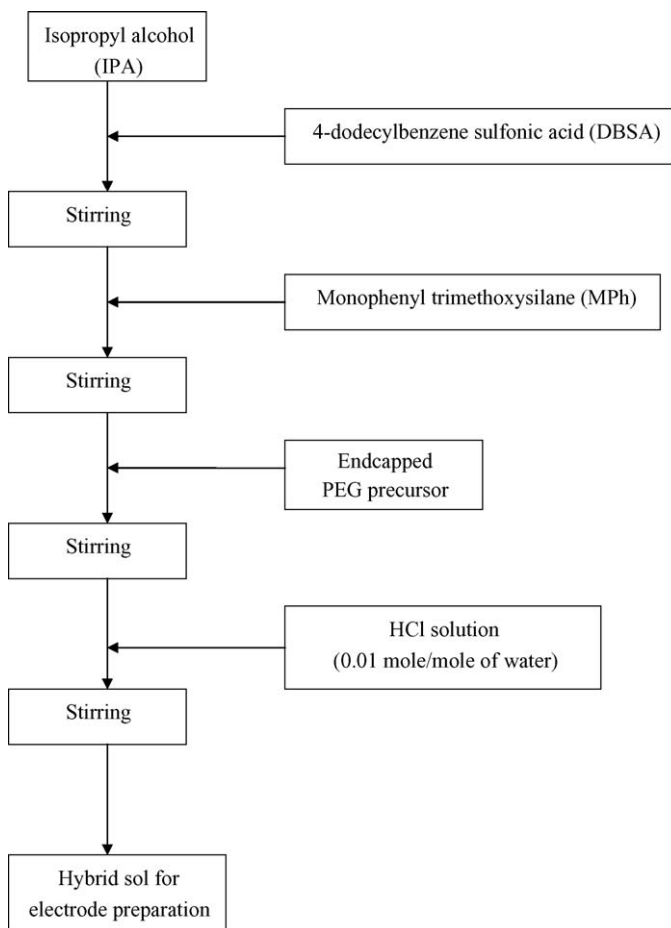 Isopropyl alcohol
(IPA)
4-dodecylbenzene sulfonic acid (DBSA)
Stirring
Monophenyl trimethoxysilane (MPh)
Stirring
Endcapped
PEG precursor
Stirring
HCl solution
(0.01 mole/mole of water)
Stirring
Hybrid sol for
electrode preparation